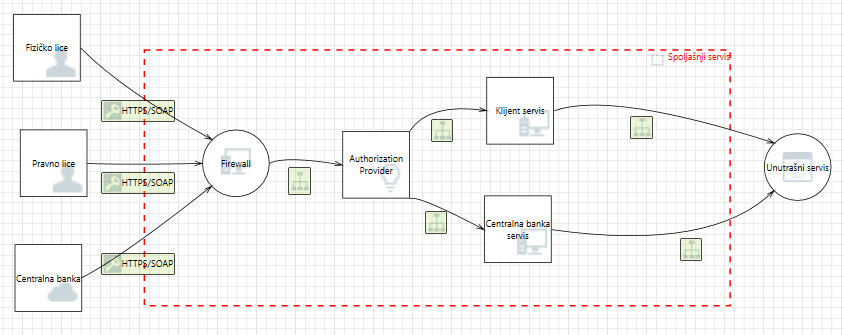 Fizičko lice
Spoljašnji servis
HTTPS/SOAP
Klijent servis
Pravno lice
Firewall
Authorization
Provider
Unutrašni servis
HTTPS/SOAP
Centralna banka
servis
HTTPS/SOAP
Centralna banka